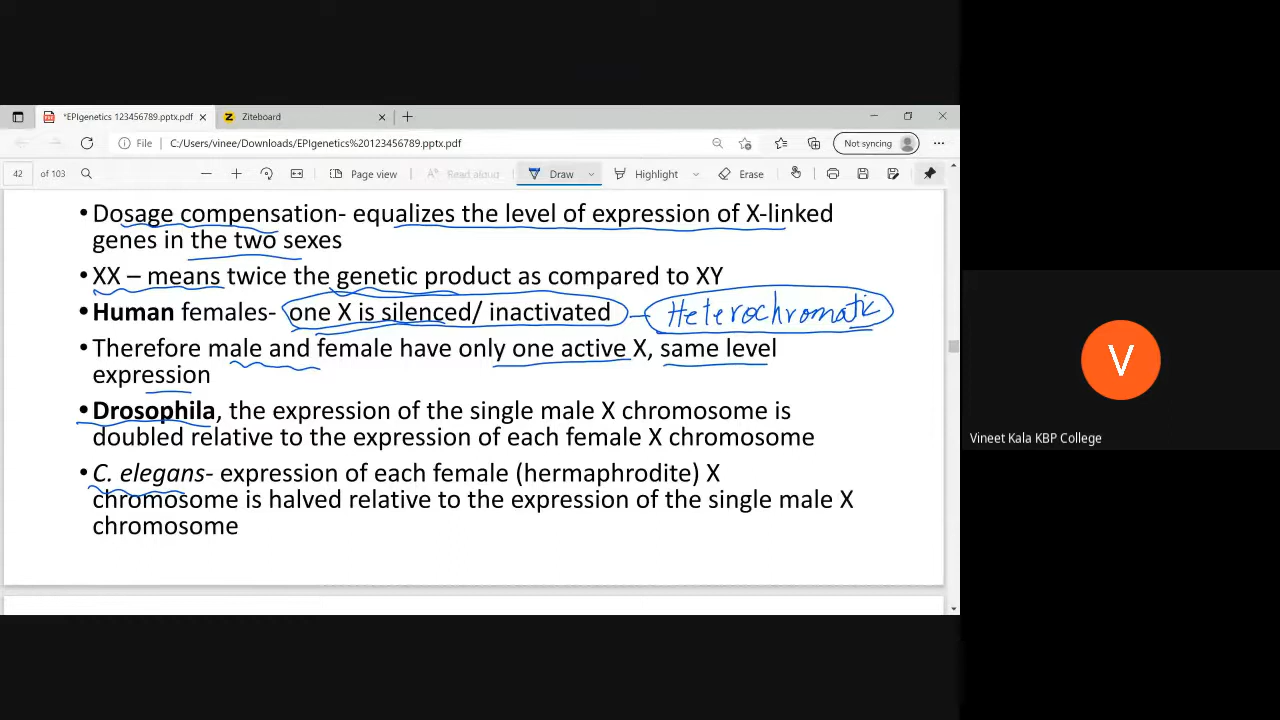 *EPIgenetics 123456789.pptx.pdf
Ziteboard
File
C:/Users/vinee/Downloads/EPIgenetics%20123456789.pptx.pdf
Not syncing
42 of 103
Page view
Read aloud
Draw
Highlight
Erase
• Dosage compensation- equalizes the level of expression of X-linked
genes in the two sexes
• XX – means twice the genetic product as compared to XY
• Human females- one X is silenced/ inactivated - Heterochromatic
• Therefore male and female have only one active X, same level
expression
• Drosophila, the expression of the single male X chromosome is
doubled relative to the expression of each female X chromosome
• C. elegans- expression of each female (hermaphrodite) X
chromosome is halved relative to the expression of the single male X
chromosome
V
Vineet Kala KBP College